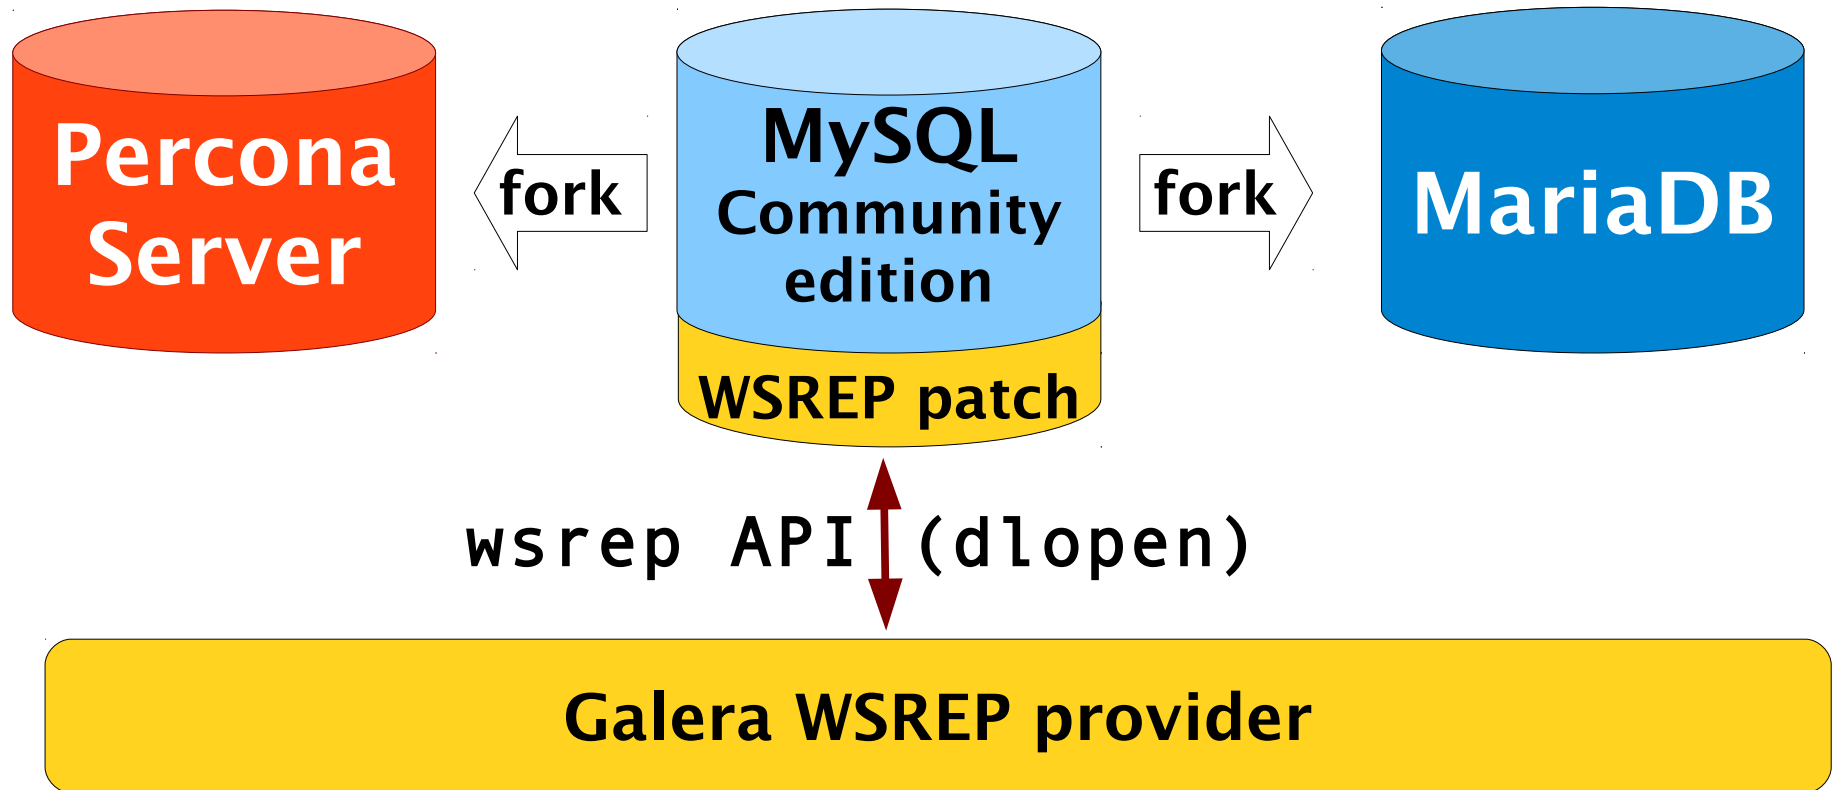 Percona
Server
fork
MySQL
Community
edition
WSREP patch
fork
MariaDB
wsrep API (dlopen)
Galera WSREP provider